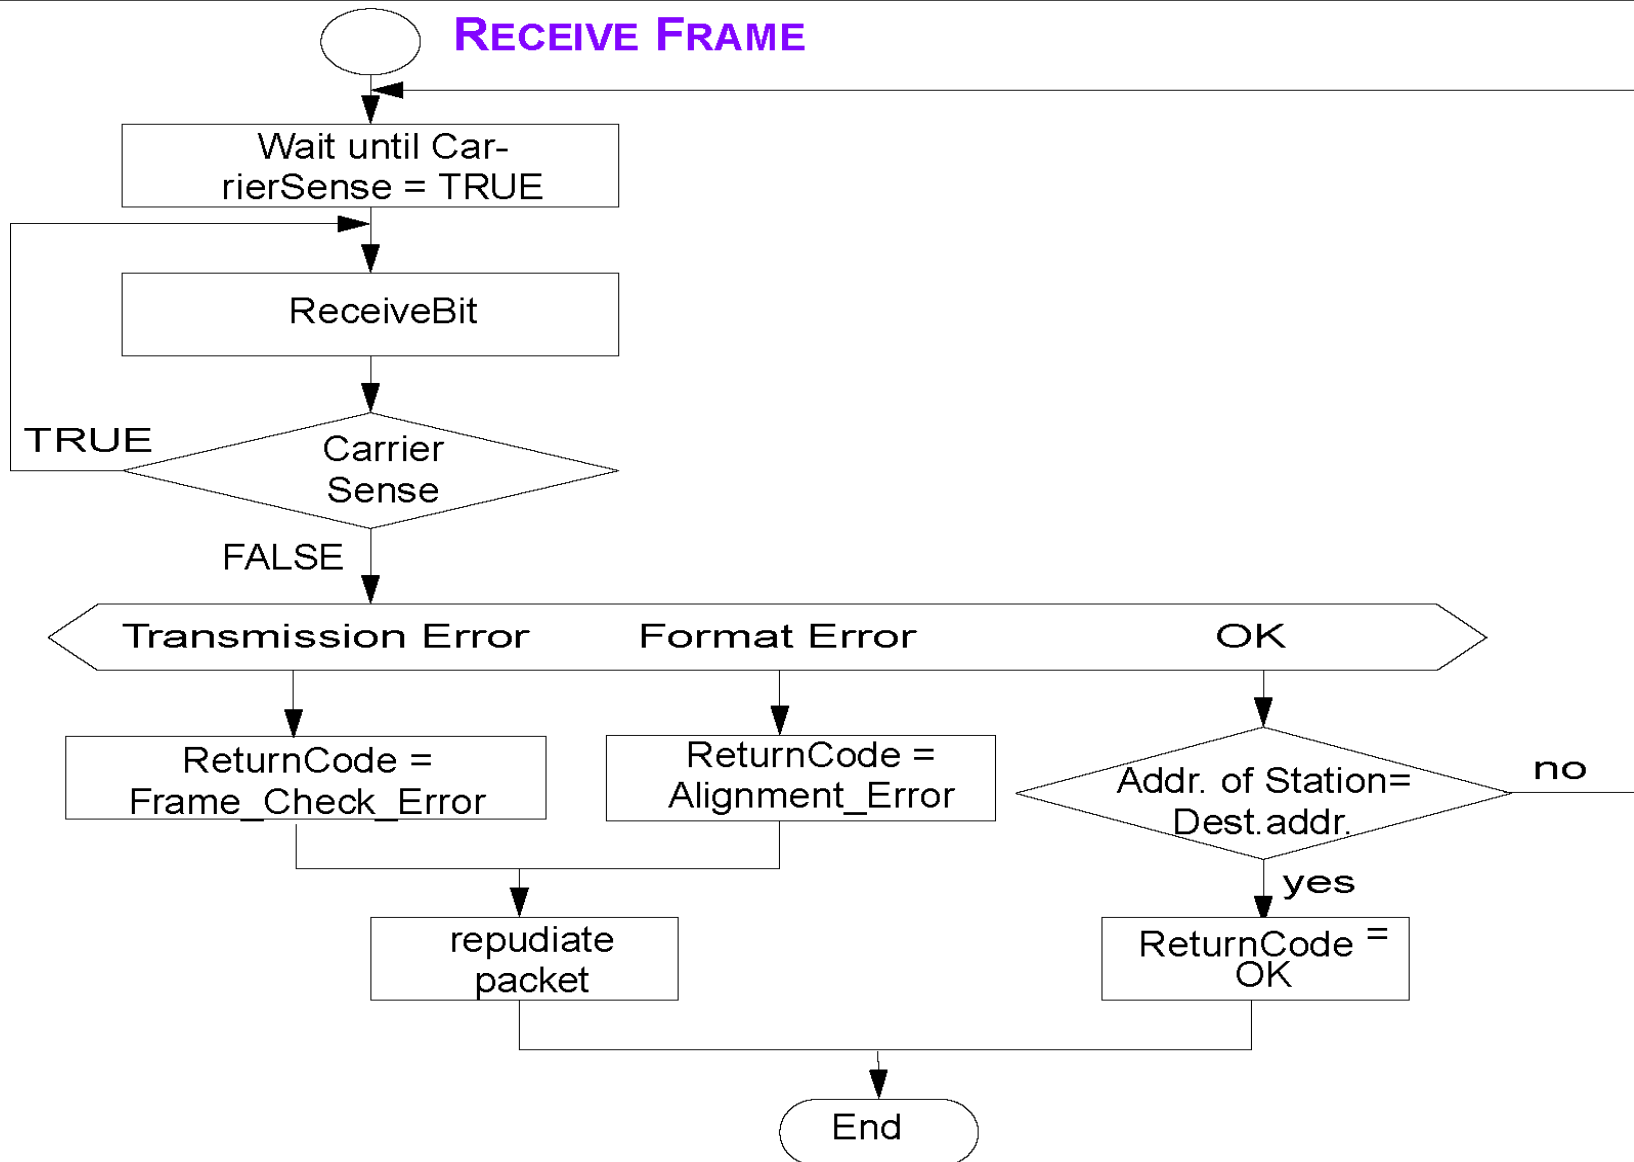 RECEIVE FRAME
Wait until Car-
rierSense = TRUE
ReceiveBit
TRUE
Carrier
Sense
FALSE
Transmission Error Format Error OK
ReturnCode =
Frame_Check_Error
ReturnCode =
Alignment_Error
Addr. of Station=
Dest.addr.
no
yes
repudiate
packet
ReturnCode =
OK
End